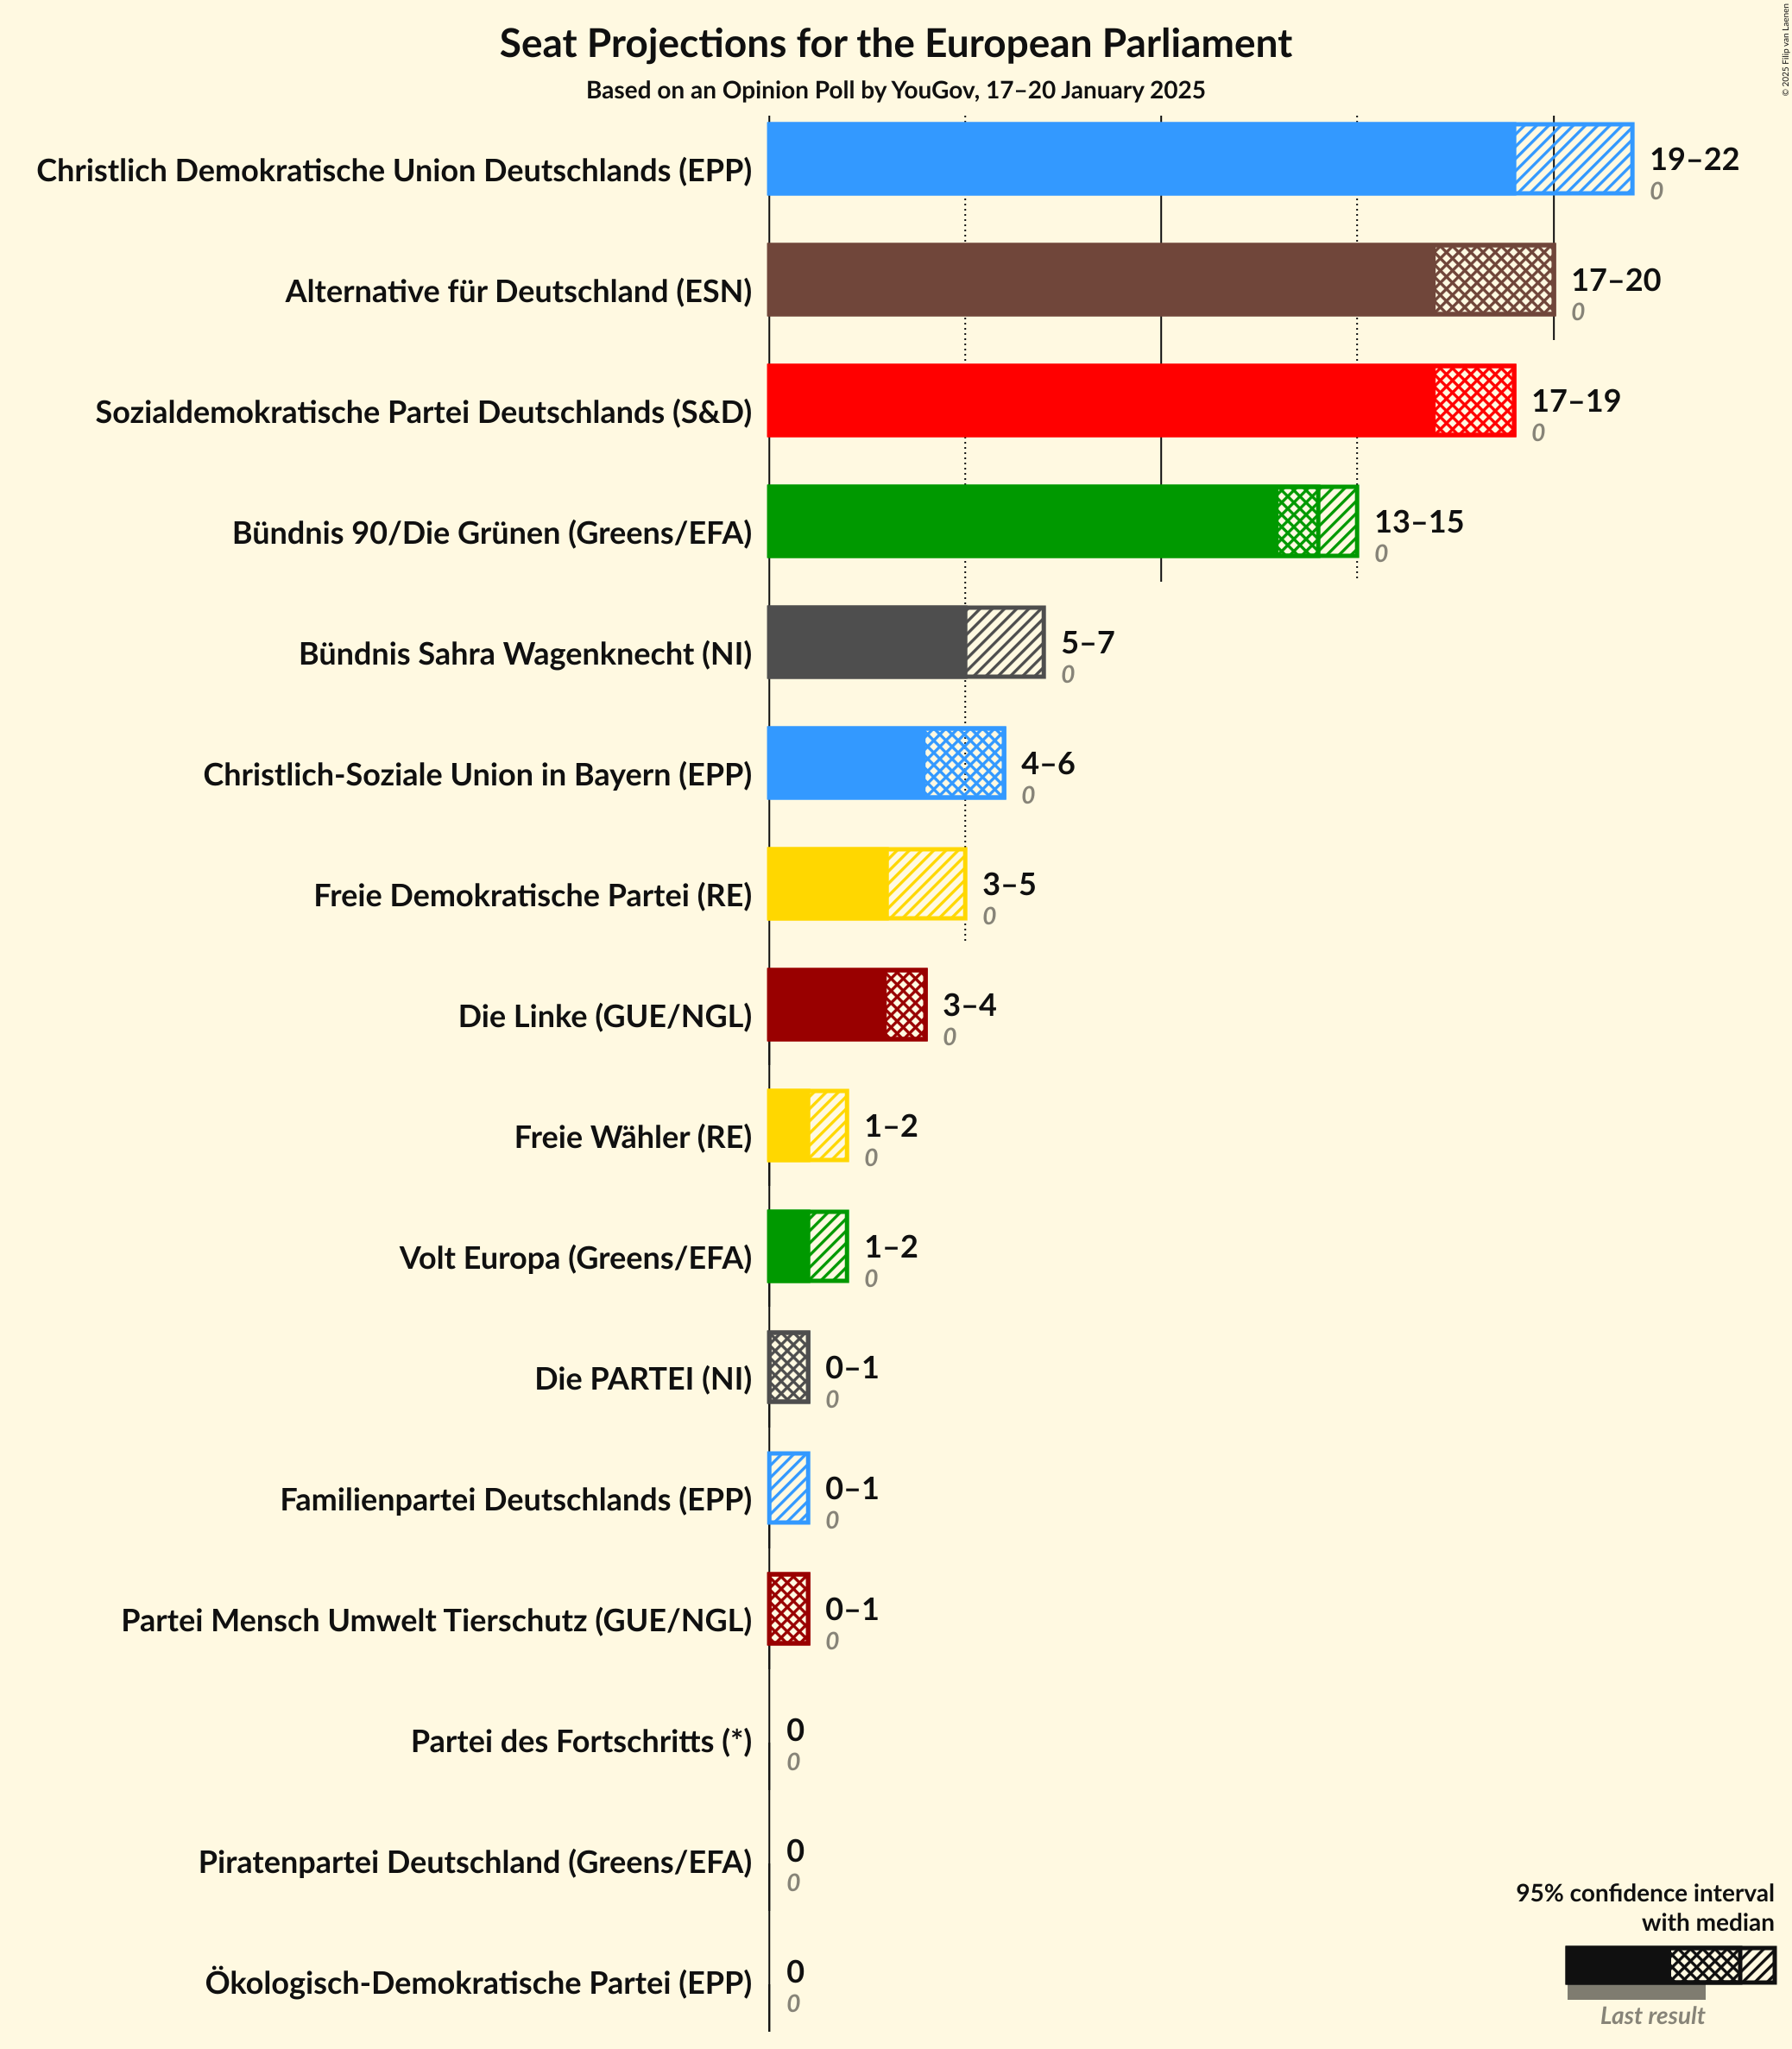 Seat Projections for the European Parliament
Based on an Opinion Poll by YouGov, 17–20 January 2025
© 2025 Filip van Laenen
Christlich Demokratische Union Deutschlands (EPP)
19–22
0
Alternative für Deutschland (ESN)
17–20
0
Sozialdemokratische Partei Deutschlands (S&D)
17–19
0
Bündnis 90/Die Grünen (Greens/EFA)
13–15
0
Bündnis Sahra Wagenknecht (NI)
5–7
0
Christlich-Soziale Union in Bayern (EPP)
4–6
0
Freie Demokratische Partei (RE)
3–5
0
Die Linke (GUE/NGL)
3–4
0
Freie Wähler (RE)
1–2
0
Volt Europa (Greens/EFA)
1–2
0
Die PARTEI (NI)
0–1
0
Familienpartei Deutschlands (EPP)
0–1
0
Partei Mensch Umwelt Tierschutz (GUE/NGL)
0–1
0
Partei des Fortschritts (*)
0
0
Piratenpartei Deutschland (Greens/EFA)
0
0
Ökologisch-Demokratische Partei (EPP)
0
0
95% confidence interval
with median
Last result